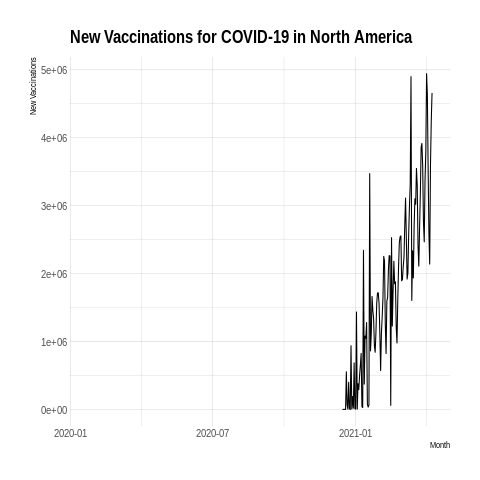 New Vaccinations for COVID-19 in North America
New Vaccinations
5e+06
4e+06
3e+06
2e+06
1e+06
0e+00
2020-01
2020-07
2021-01
Month